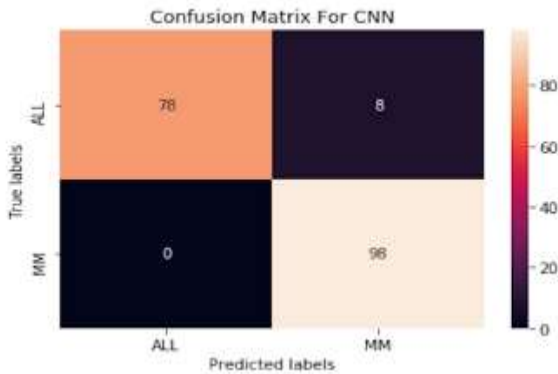 Confusion Matrix For CNN
True labels
ALL
78
8
MM
0
98
ALL
MM
Predicted labels
80
60
40
20
0